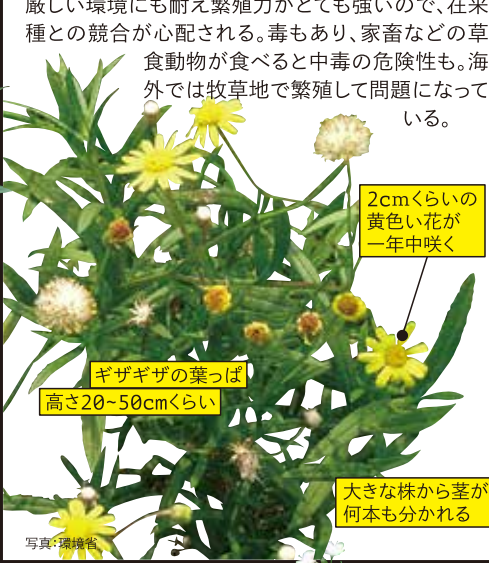 厳しい環境にも耐え繁殖力がとても強いので、在来
種との競合が心配される。毒もあり、家畜などの草
食動物が食べると中毒の危険性も。海
外では牧草地で繁殖して問題になって
いる。
2cmくらいの
黄色い花が
一年中咲く
ギザギザの葉っぱ
高さ20~50cmくらい
大きな株から茎が
何本も分かれる
写真:環境省